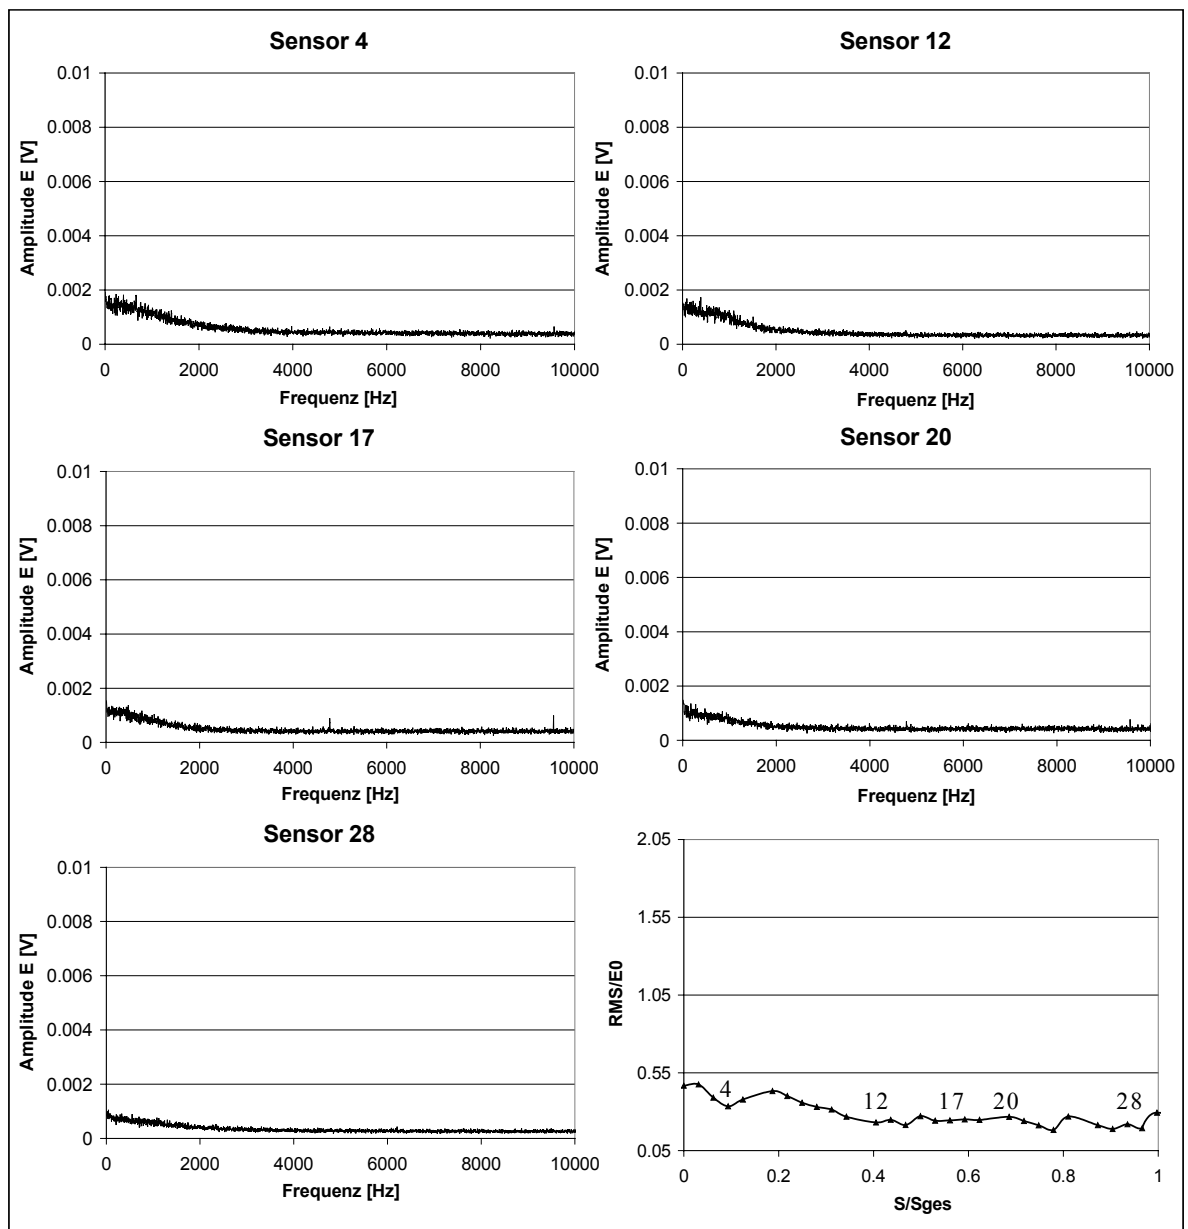 Sensor 4
0.01
0.008
0.006
0.004
0.002
0
Amplitude E [V]
0 2000 4000 6000 8000 10000
Frequenz [Hz]
Sensor 12
0.01
0.008
0.006
0.004
0.002
0
Amplitude E [V]
0 2000 4000 6000 8000 10000
Frequenz [Hz]
Sensor 17
0.01
0.008
0.006
0.004
0.002
0
Amplitude E [V]
0 2000 4000 6000 8000 10000
Frequenz [Hz]
Sensor 20
0.01
0.008
0.006
0.004
0.002
0
Amplitude E [V]
0 2000 4000 6000 8000 10000
Frequenz [Hz]
Sensor 28
0.01
0.008
0.006
0.004
0.002
0
Amplitude E [V]
0 2000 4000 6000 8000 10000
Frequenz [Hz]
2.05
1.55
1.05
0.55
0.05
RMS/E0
4 12 17 20 28
0 0.2 0.4 0.6 0.8 1
S/Sges